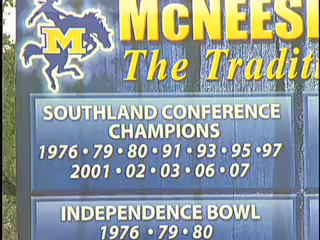 McNEES
The Traditi
M
SOUTHLAND CONFERENCE
CHAMPIONS
1976 • 79 • 80 • 91 • 93 • 95 • 97
2001 • 02 • 03 • 06 • 07
INDEPENDENCE BOWL
1976 • 79 • 80